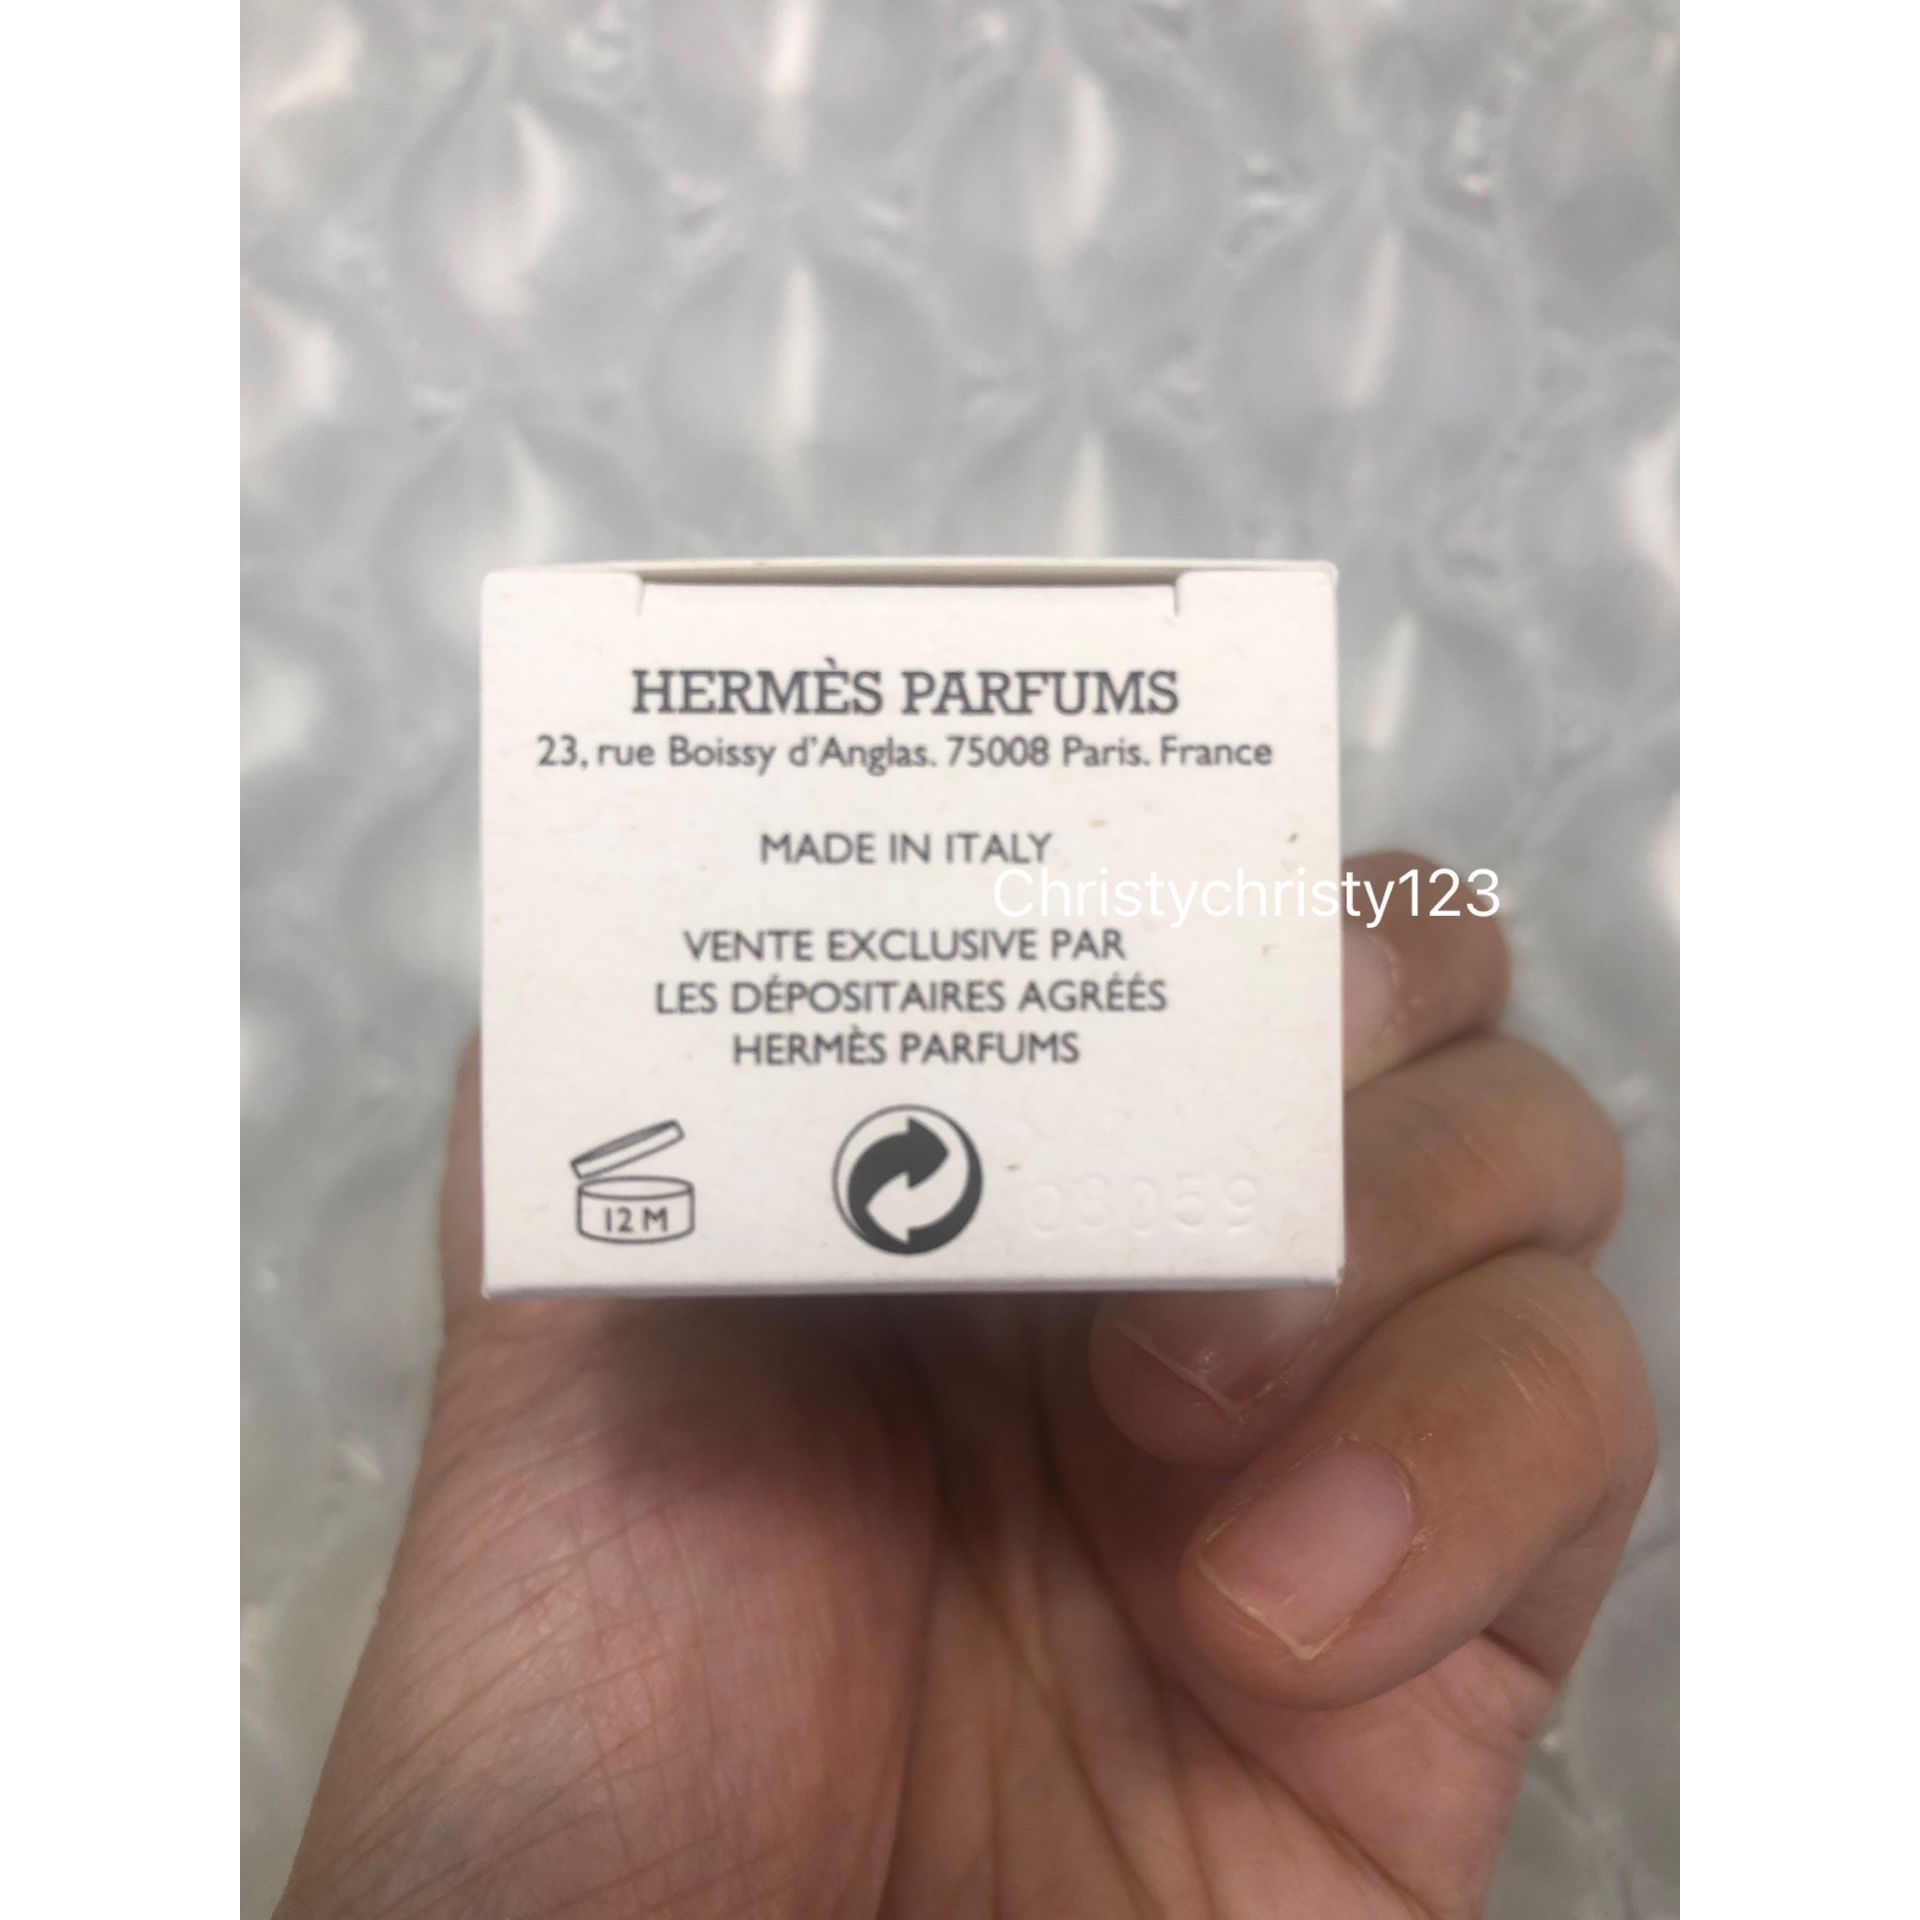 HERMÈS PARFUMS
23, rue Boissy d'Anglas. 75008 Paris. France
MADE IN ITALY
Christychristy123
VENTE EXCLUSIVE PAR
LES DÉPOSITAIRES AGRÉÉS
HERMÈS PARFUMS
12 M